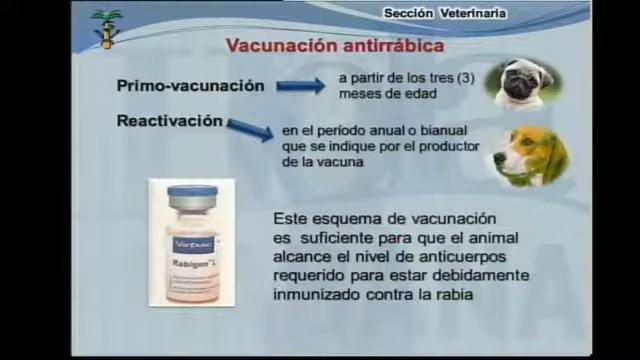 Sección Veterinaria
Vacunación antirrábica
Primo-vacunación
a partir de los tres (3)
meses de edad
Reactivación
en el período anual o bianual
que se indique por el productor
de la vacuna
Virbac
Rabigen
Este esquema de vacunación
es suficiente para que el animal
alcance el nivel de anticuerpos
requerido para estar debidamente
inmunizado contra la rabia